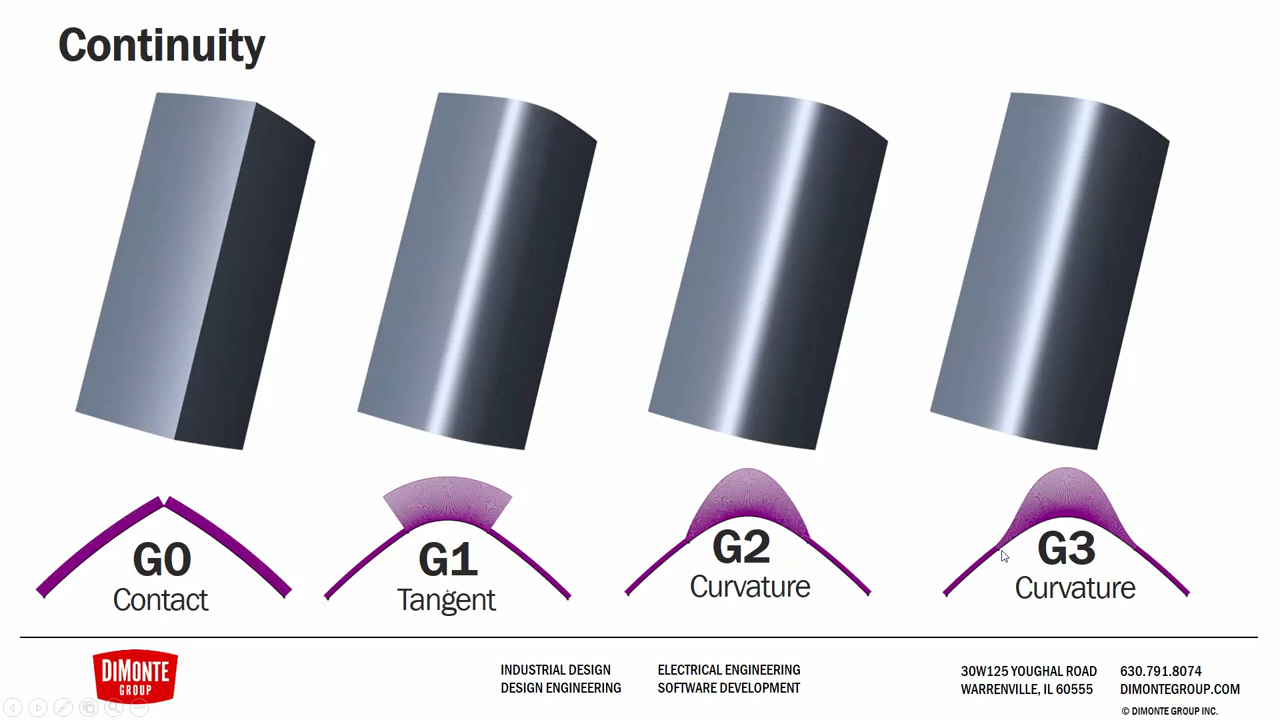 Continuity
G0
Contact
G1
Tangent
G2
Curvature
G3
Curvature
DIMONTE
GROUP
INDUSTRIAL DESIGN
DESIGN ENGINEERING
ELECTRICAL ENGINEERING
SOFTWARE DEVELOPMENT
30W125 YOUGHAL ROAD
WARRENVILLE, IL 60555
630.791.8074
DIMONTEGROUP.COM
© DIMONTE GROUP INC.